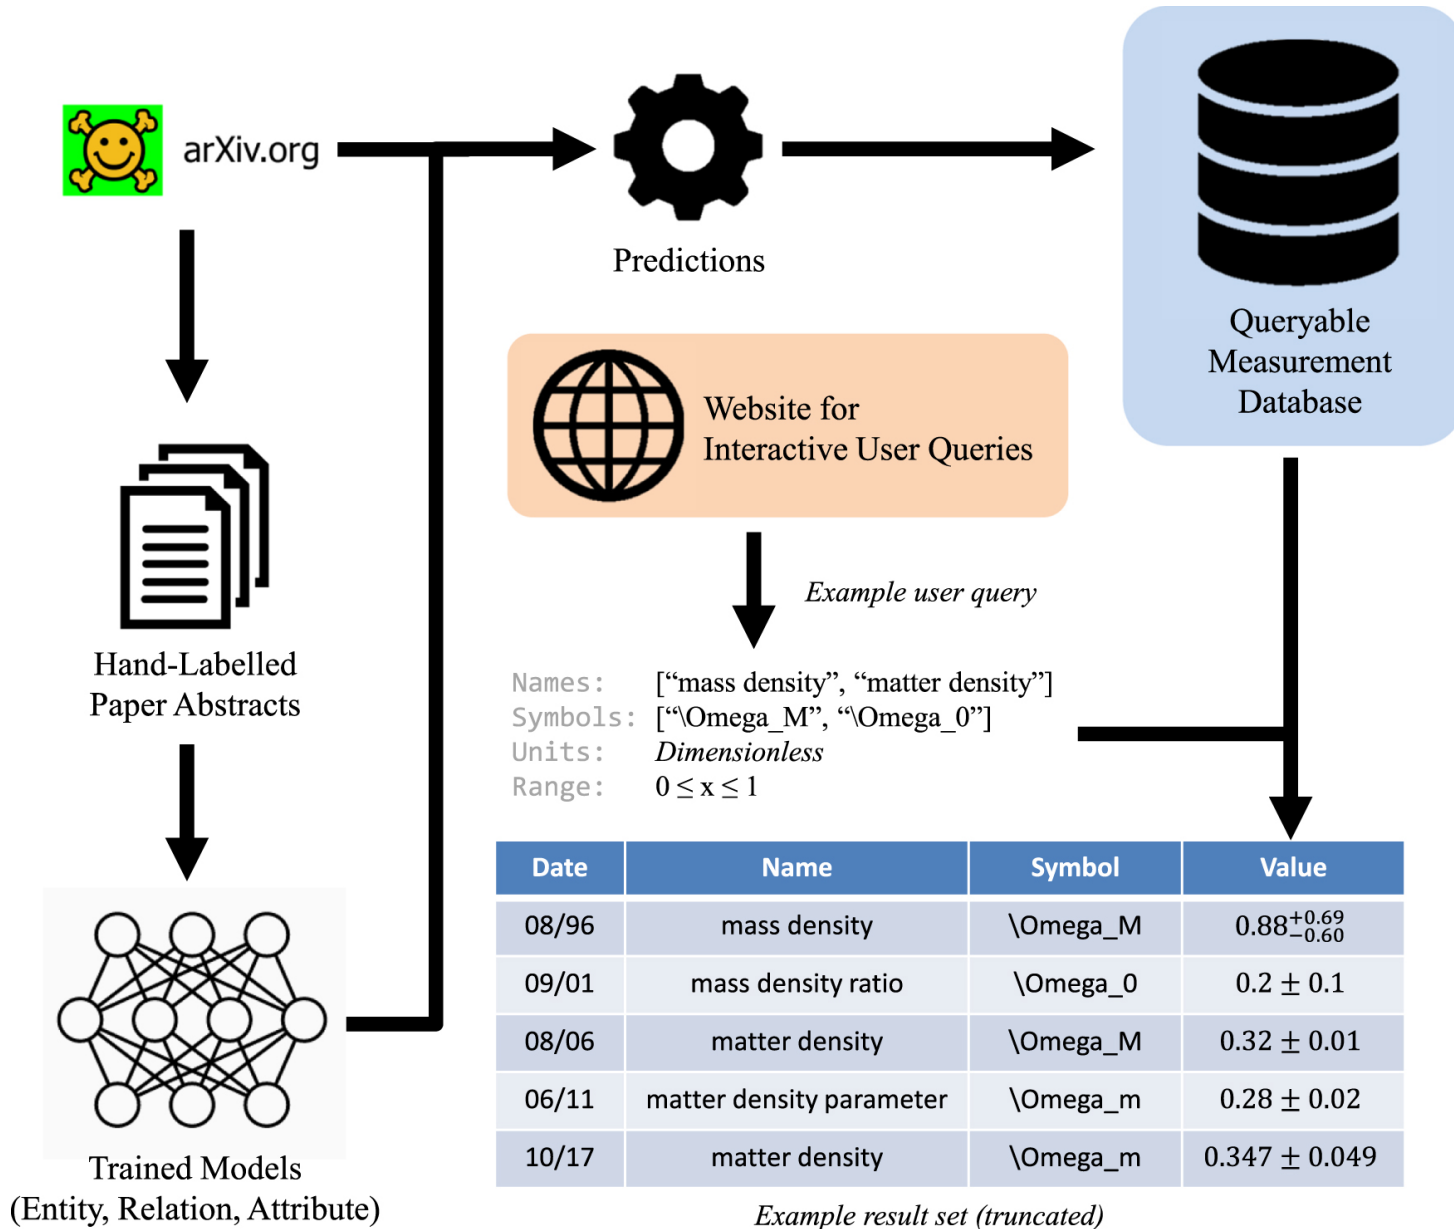 arXiv.org
Predictions
Queryable
Measurement
Database
Website for
Interactive User Queries
Example user query
Hand-Labelled
Paper Abstracts
Names: [“mass density”, “matter density”]
Symbols: [“\Omega_M”, “\Omega_0”]
Units: Dimensionless
Range: 0 ≤ x ≤ 1
Trained Models
(Entity, Relation, Attribute)
Date Name Symbol Value
08/96 mass density \Omega_M 0.88^{+0.69}_{−0.60}
09/01 mass density ratio \Omega_0 0.2 ± 0.1
08/06 matter density \Omega_M 0.32 ± 0.01
06/11 matter density parameter \Omega_m 0.28 ± 0.02
10/17 matter density \Omega_m 0.347 ± 0.049
Example result set (truncated)